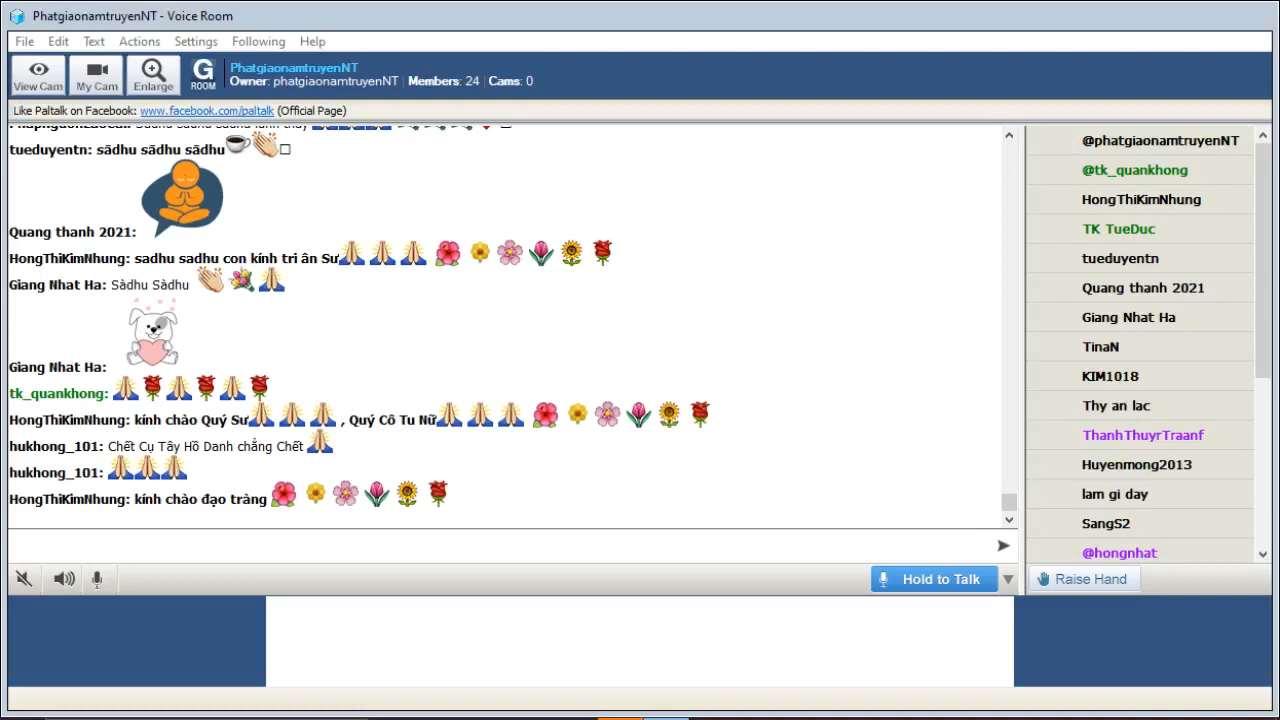 PhatgiaonamtruyenNT - Voice Room
File Edit Text Actions Settings Following Help
View Cam My Cam Enlarge G ROOM
PhatgiaonamtruyenNT
Owner: phatgiaonamtruyenNT Members: 24 Cams: 0
Like Paltalk on Facebook: www.facebook.com/paltalk (Official Page)
tueduyentn: sādhu sādhu sādhu
Quang thanh 2021:
HongThiKimNhung: sadhu sadhu con kính tri ân Sư
Giang Nhat Ha: Sàdhu Sàdhu
Giang Nhat Ha:
tk_quankhong:
HongThiKimNhung: kính chào Quý Sư , Quý Cô Tu Nữ
hukhong_101: Chết Cụ Tây Hồ Danh chẳng Chết
hukhong_101:
HongThiKimNhung: kính chào đạo tràng
@phatgiaonamtruyenNT
@tk_quankhong
HongThiKimNhung
TK TueDuc
tueduyentn
Quang thanh 2021
Giang Nhat Ha
TinaN
KIM1018
Thy an lac
ThanhThuyrTraanf
Huyenmong2013
lam gi day
SangS2
@hongnhat
Hold to Talk
Raise Hand